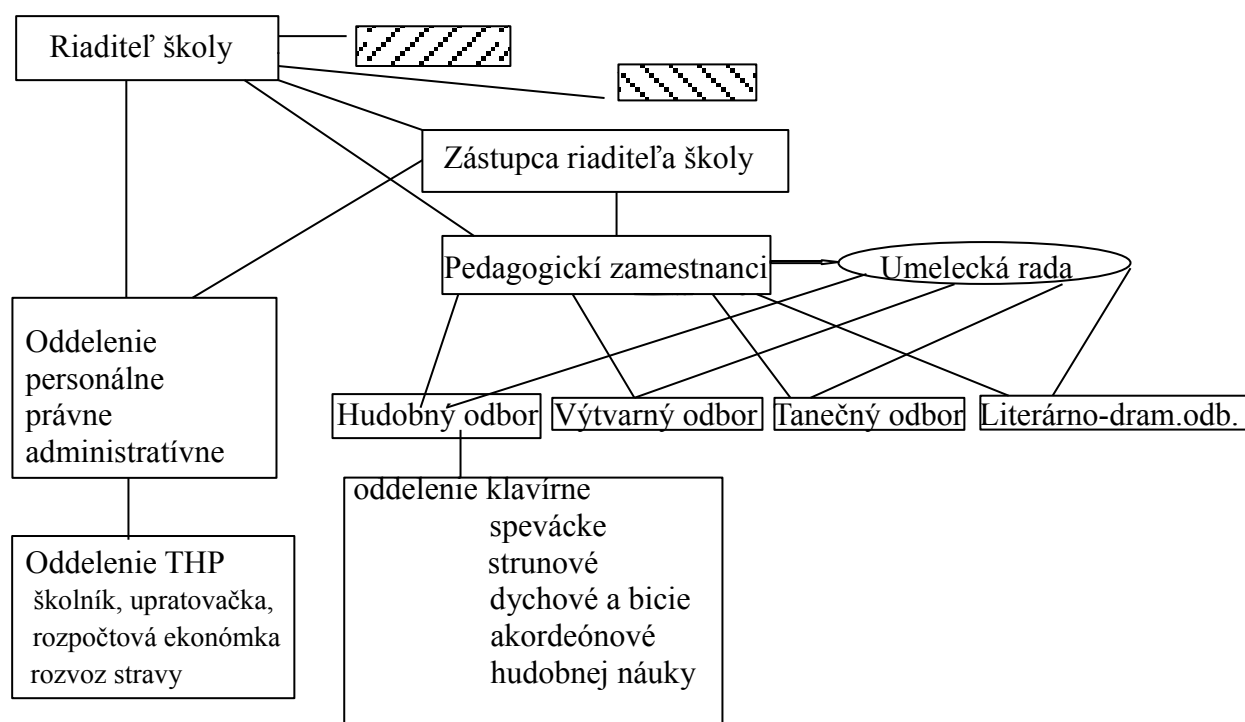 Riaditeľ školy
Zástupca riaditeľa školy
Pedagogickí zamestnanci
Umelecká rada
Oddelenie
personálne
právne
administratívne
Hudobný odbor
Výtvarný odbor
Tanečný odbor
Literárno-dram.odb.
oddelenie klavírne
spevácke
strunové
dychové a bicie
akordeónové
hudobnej náuky
Oddelenie THP
školník, upratovačka,
rozpočtová ekonómka
rozvoz stravy